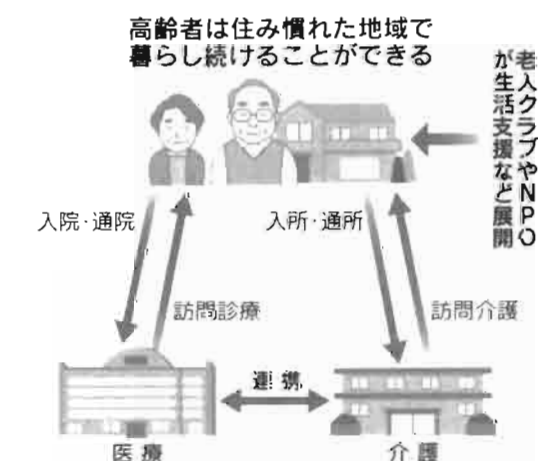 高齢者は住み慣れた地域で
暮らし続けることができる
老人クラブやNPO
が生活支援など展開
入院・通院
入所・通所
訪問診療
訪問介護
連携
医療
介護